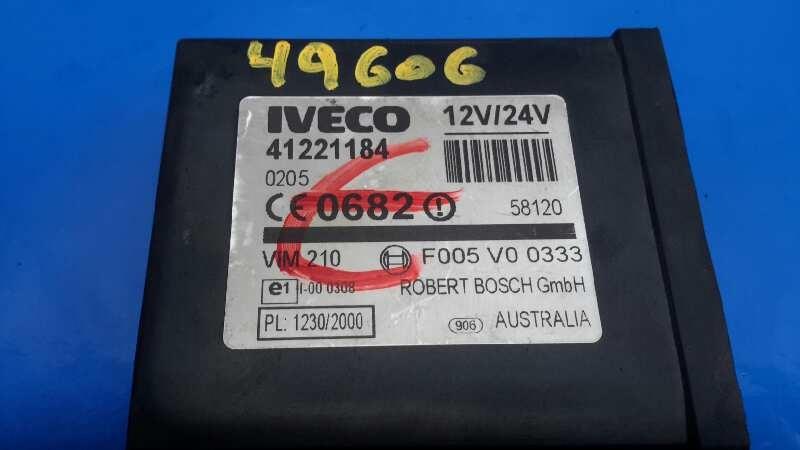 49606
IVECO 12V/24V
41221184
0205
CE 0682 58120
VIM 210 F005 V0 0333
e1 I-00 0308 ROBERT BOSCH GmbH
PL: 1230/2000 906 AUSTRALIA